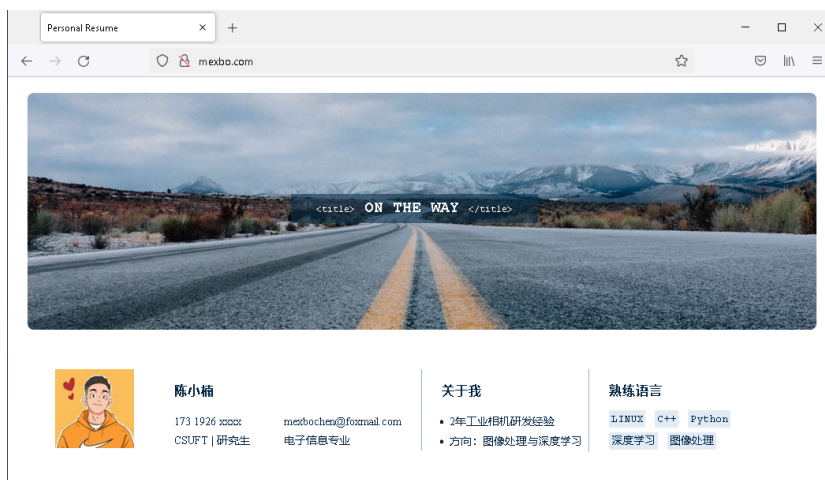 Personal Resume
mexbo.com
<title> ON THE WAY </title>
陈小楠
173 1926 xxxx
mexbochen@foxmail.com
CSUFT | 研究生
电子信息专业
关于我
2年工业相机研发经验
方向：图像处理与深度学习
熟练语言
LINUX C++ Python
深度学习 图像处理